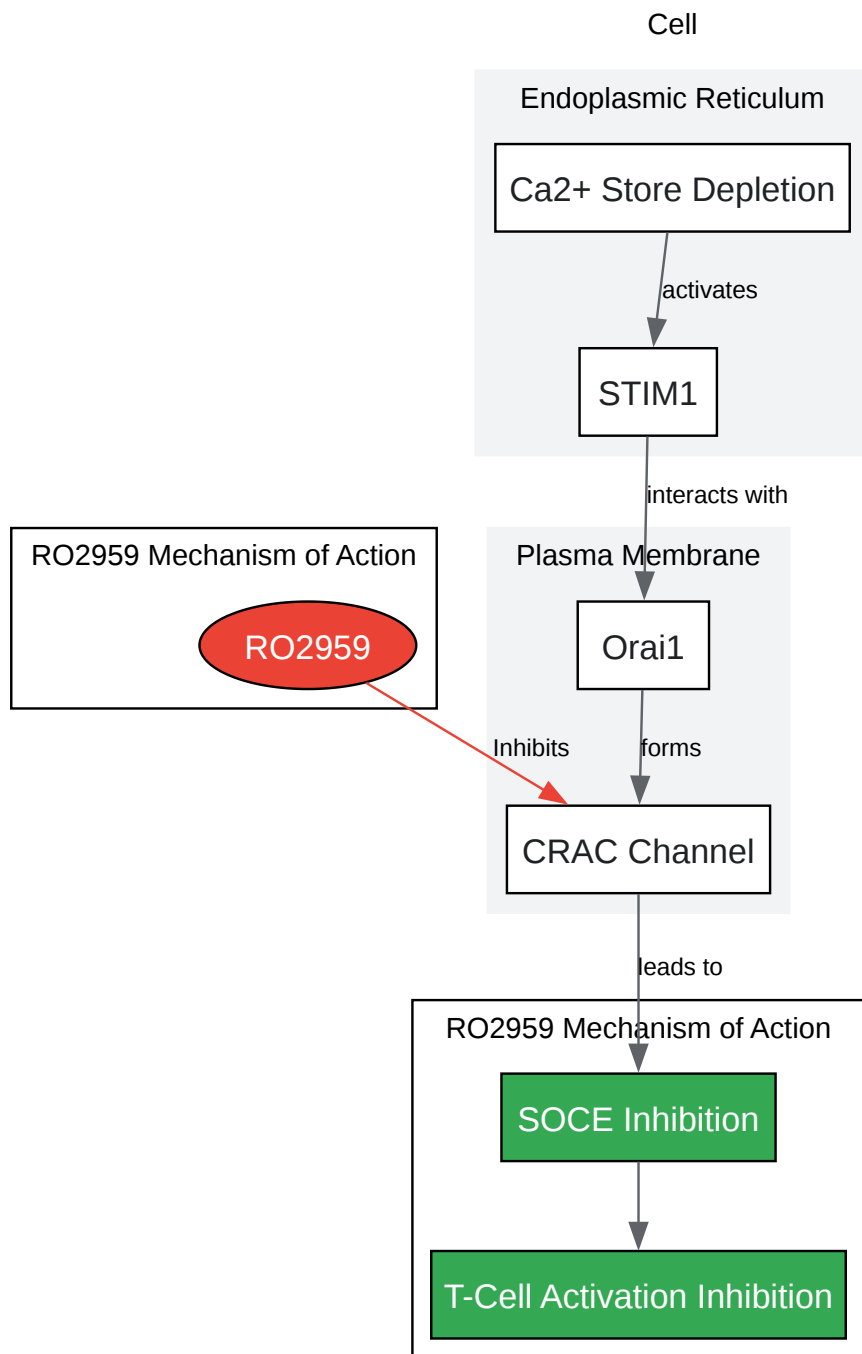 Cell
Endoplasmic Reticulum
Ca2+ Store Depletion
activates
STIM1
interacts with
RO2959 Mechanism of Action
RO2959
Plasma Membrane
Orai1
Inhibits
forms
CRAC Channel
leads to
RO2959 Mechanism of Action
SOCE Inhibition
T-Cell Activation Inhibition